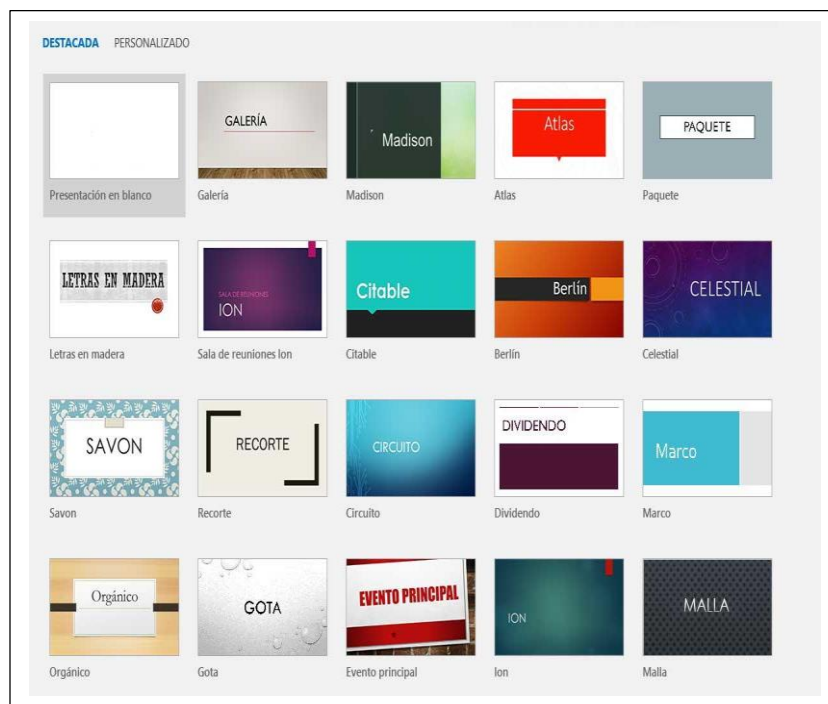 DESTACADA PERSONALIZADO
GALERÍA
Madison
Atlas
PAQUETE
Presentación en blanco
Galería
Madison
Atlas
Paquete
LETRAS EN MADERA
SALA DE REUNIONES
ION
Citable
Berlín
CELESTIAL
Letras en madera
Sala de reuniones Ion
Citable
Berlín
Celestial
SAVON
RECORTE
CIRCUITO
DIVIDENDO
Marco
Savon
Recorte
Circuito
Dividendo
Marco
Orgánico
GOTA
EVENTO PRINCIPAL
ION
MALLA
Orgánico
Gota
Evento principal
Ion
Malla